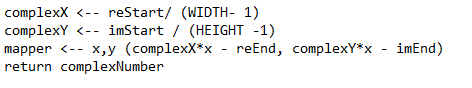 complexX <-- reStart/ (WIDTH- 1)
complexY <-- imStart / (HEIGHT -1)
mapper <-- x,y (complexX*x - reEnd, complexY*x - imEnd)
return complexNumber